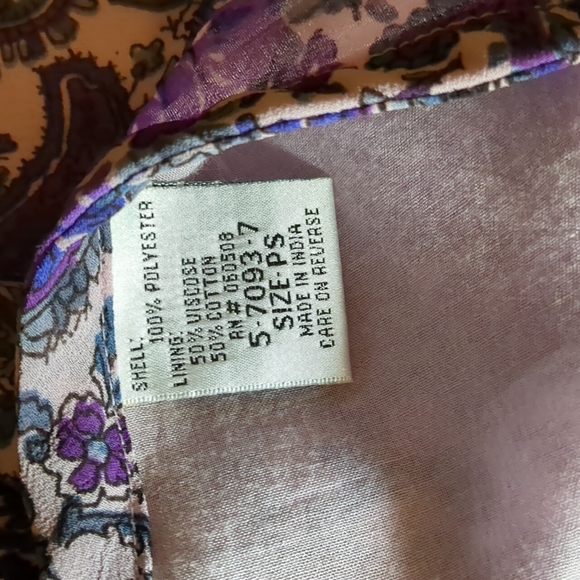 SHELL:
100% POLYESTER
LINING:
50% VISCOSE
50% COTTON
RN# 060508
5-7093-7
SIZE-PS
MADE IN INDIA
CARE ON REVERSE